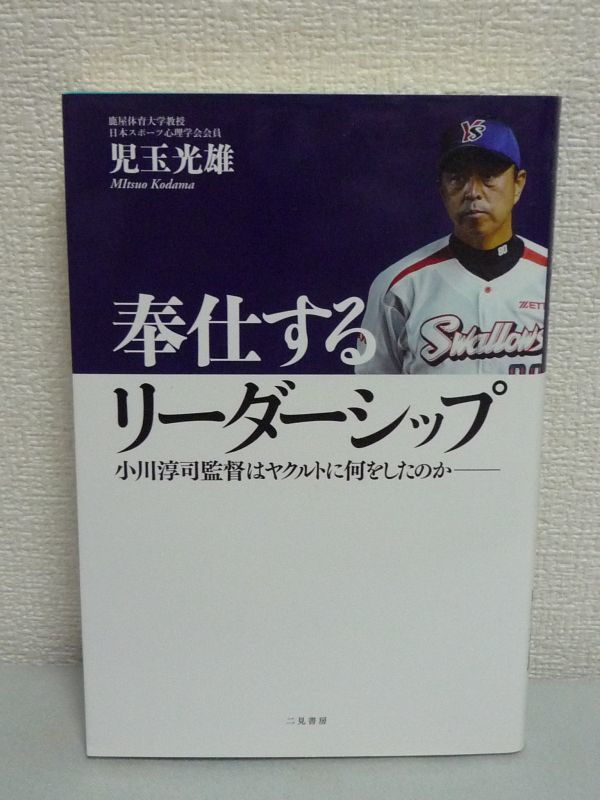 鹿屋体育大学教授
日本スポーツ心理学会会員
児玉光雄
MItsuo Kodama
YS
ZETT
Swallows
奉仕する
リーダーシップ
小川淳司監督はヤクルトに何をしたのか——
二見書房